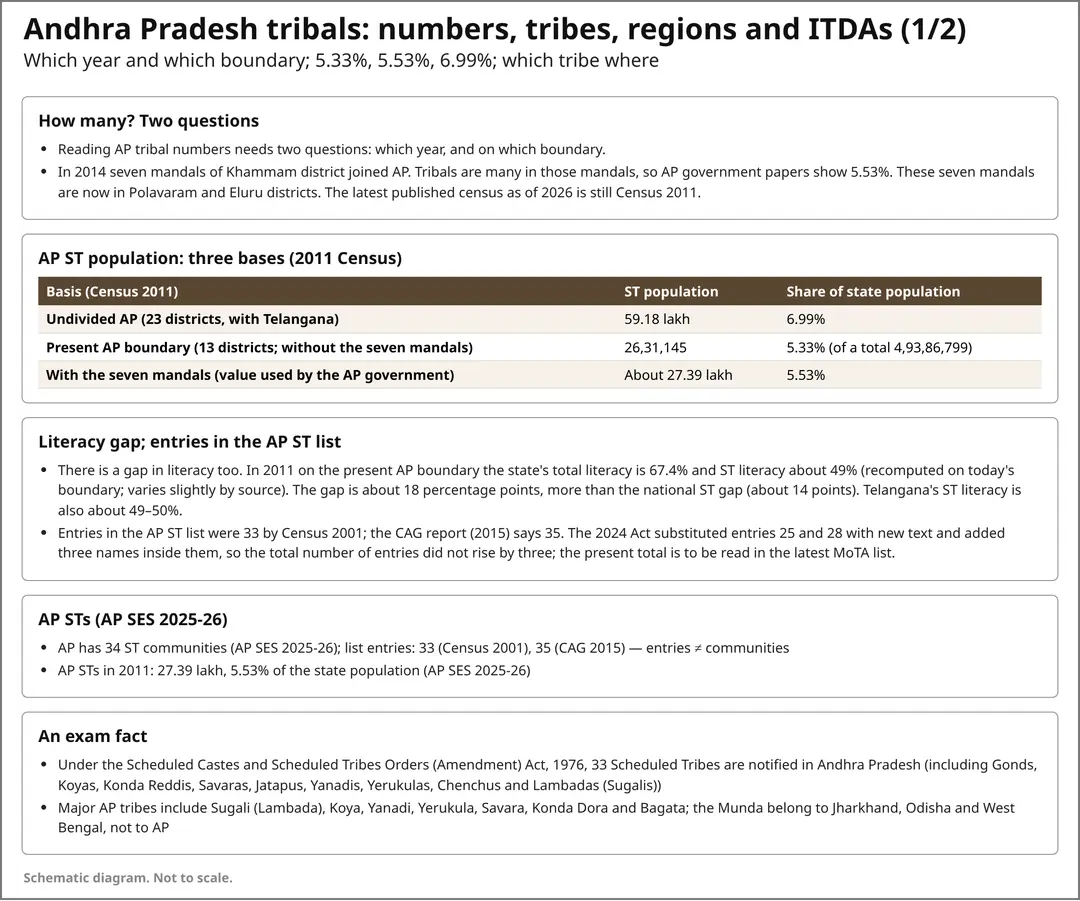 Andhra Pradesh tribals: numbers, tribes, regions and ITDAs (1/2)
Which year and which boundary; 5.33%, 5.53%, 6.99%; which tribe where
How many? Two questions
• Reading AP tribal numbers needs two questions: which year, and on which boundary.
• In 2014 seven mandals of Khammam district joined AP. Tribals are many in those mandals, so AP government papers show 5.53%. These seven mandals
are now in Polavaram and Eluru districts. The latest published census as of 2026 is still Census 2011.
AP ST population: three bases (2011 Census)
Basis (Census 2011) ST population Share of state population
Undivided AP (23 districts, with Telangana) 59.18 lakh 6.99%
Present AP boundary (13 districts; without the seven mandals) 26,31,145 5.33% (of a total 4,93,86,799)
With the seven mandals (value used by the AP government) About 27.39 lakh 5.53%
Literacy gap; entries in the AP ST list
• There is a gap in literacy too. In 2011 on the present AP boundary the state's total literacy is 67.4% and ST literacy about 49% (recomputed on today's
boundary; varies slightly by source). The gap is about 18 percentage points, more than the national ST gap (about 14 points). Telangana's ST literacy is
also about 49–50%.
• Entries in the AP ST list were 33 by Census 2001; the CAG report (2015) says 35. The 2024 Act substituted entries 25 and 28 with new text and added
three names inside them, so the total number of entries did not rise by three; the present total is to be read in the latest MoTA list.
AP STs (AP SES 2025-26)
• AP has 34 ST communities (AP SES 2025-26); list entries: 33 (Census 2001), 35 (CAG 2015) — entries ≠ communities
• AP STs in 2011: 27.39 lakh, 5.53% of the state population (AP SES 2025-26)
An exam fact
• Under the Scheduled Castes and Scheduled Tribes Orders (Amendment) Act, 1976, 33 Scheduled Tribes are notified in Andhra Pradesh (including Gonds,
Koyas, Konda Reddis, Savaras, Jatapus, Yanadis, Yerukulas, Chenchus and Lambadas (Sugalis))
• Major AP tribes include Sugali (Lambada), Koya, Yanadi, Yerukula, Savara, Konda Dora and Bagata; the Munda belong to Jharkhand, Odisha and West
Bengal, not to AP
Schematic diagram. Not to scale.